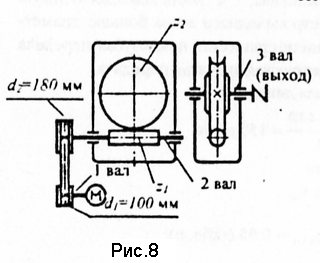 z₂
3 вал
(выход)
N
d₂=180 мм
1 вал
z₁
2 вал
М
d₁=100 мм
Рис.8